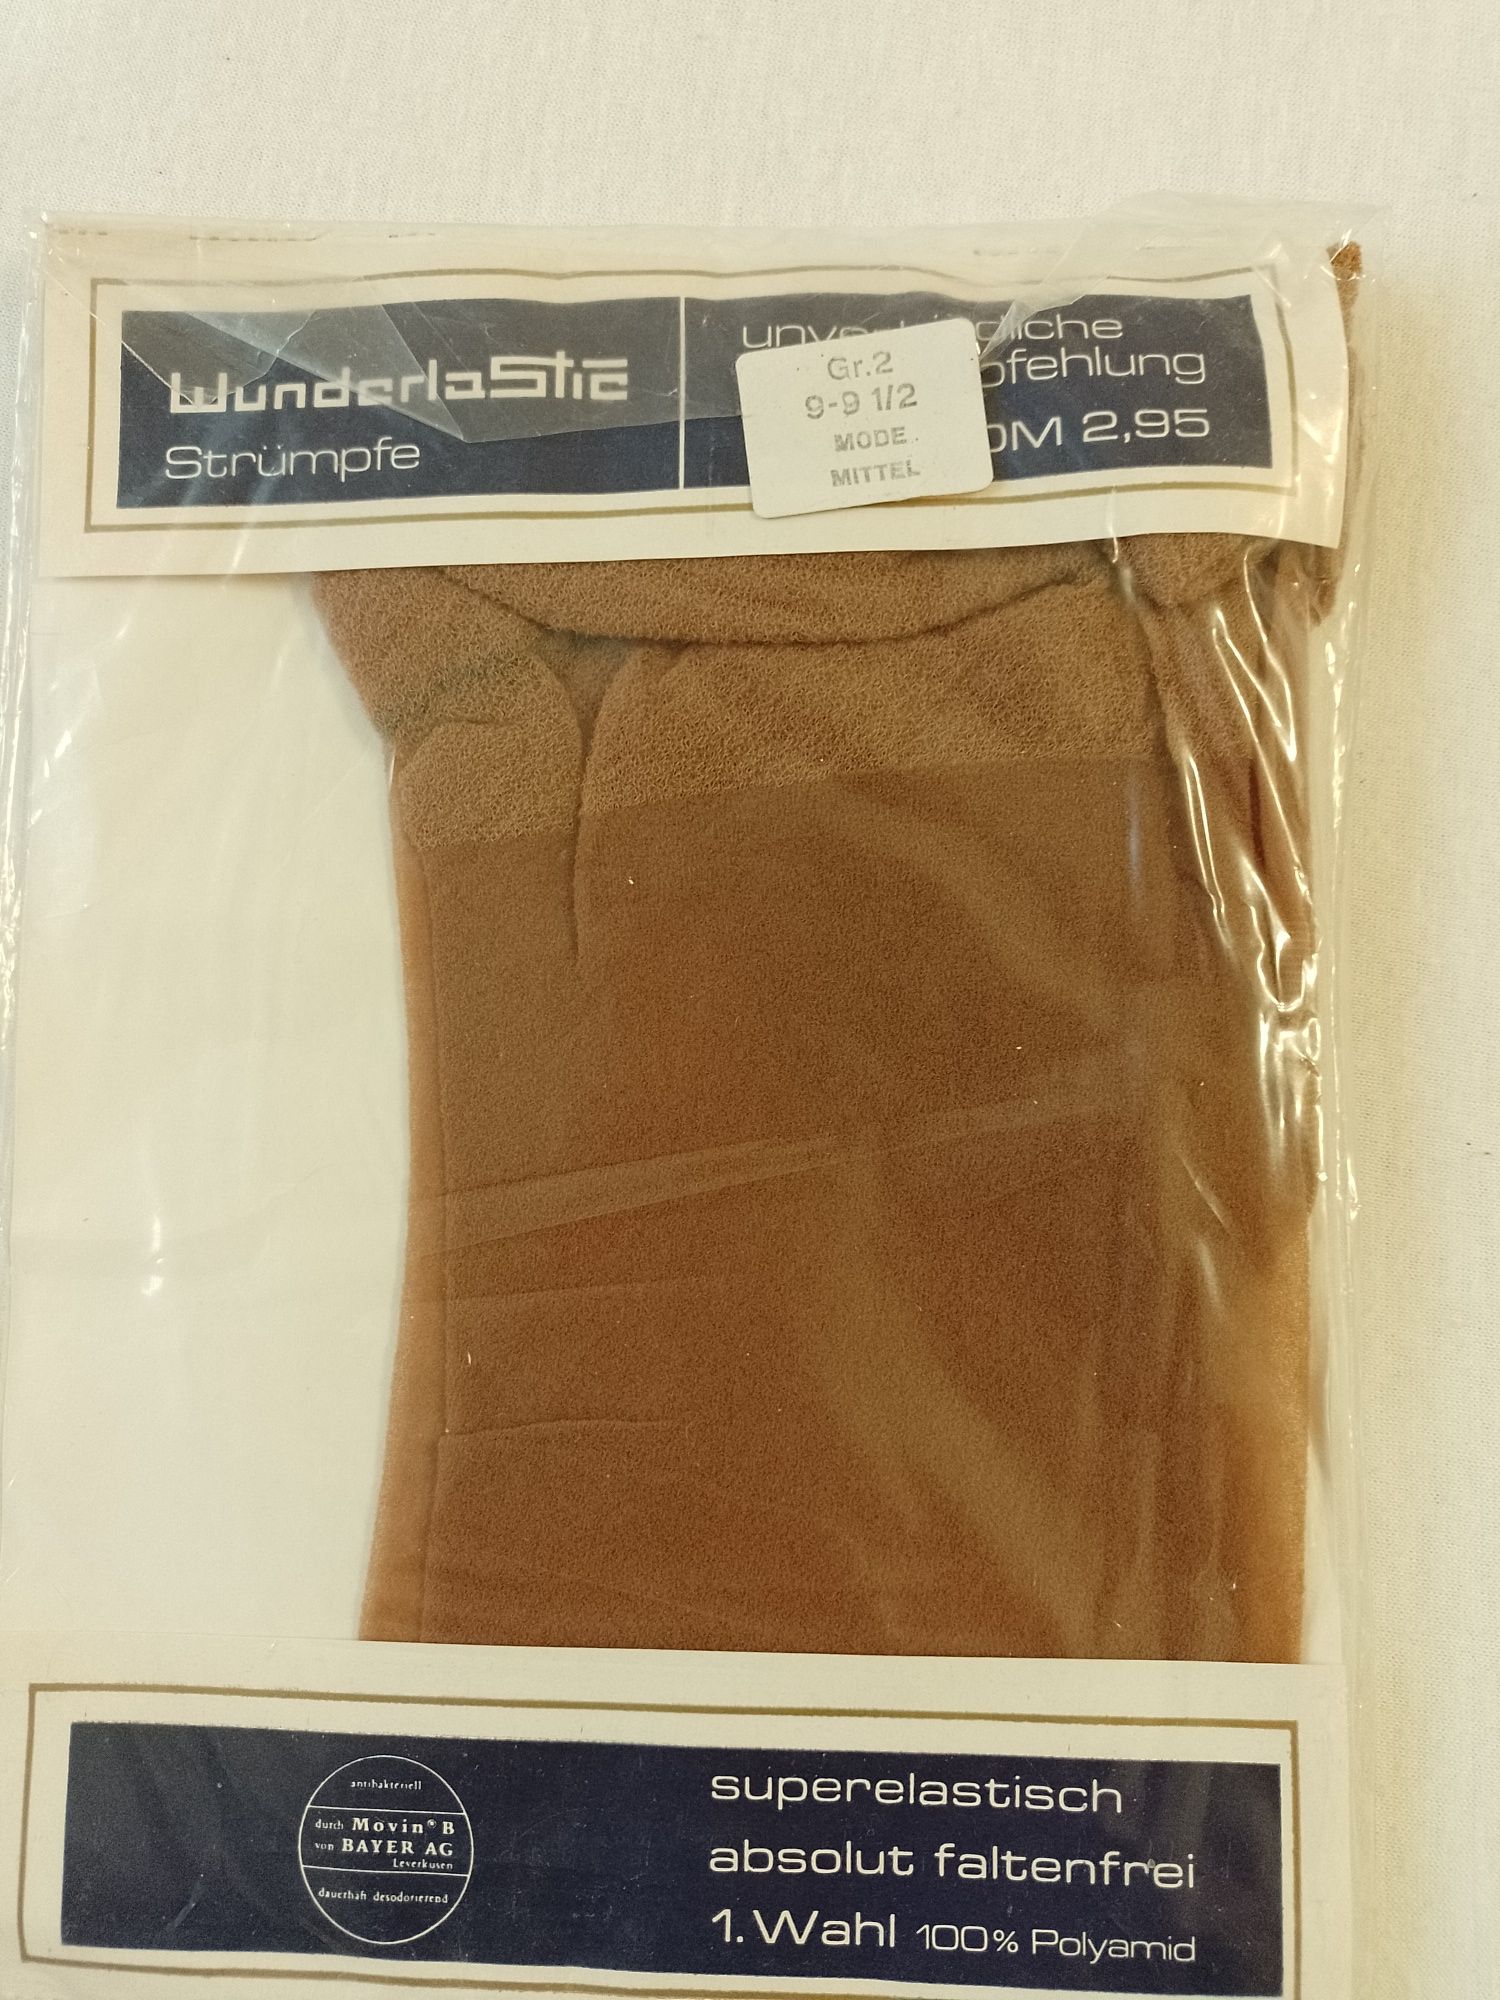 WunderlaStic
Strümpfe
DM 2,95
Gr.2
9-9 1/2
MODE
MITTEL
antibakteriell
durch Movin® B
von BAYER AG
Leverkusen
dauerhaft desodorierend
superelastisch
absolut faltenfrei
1. Wahl 100% Polyamid